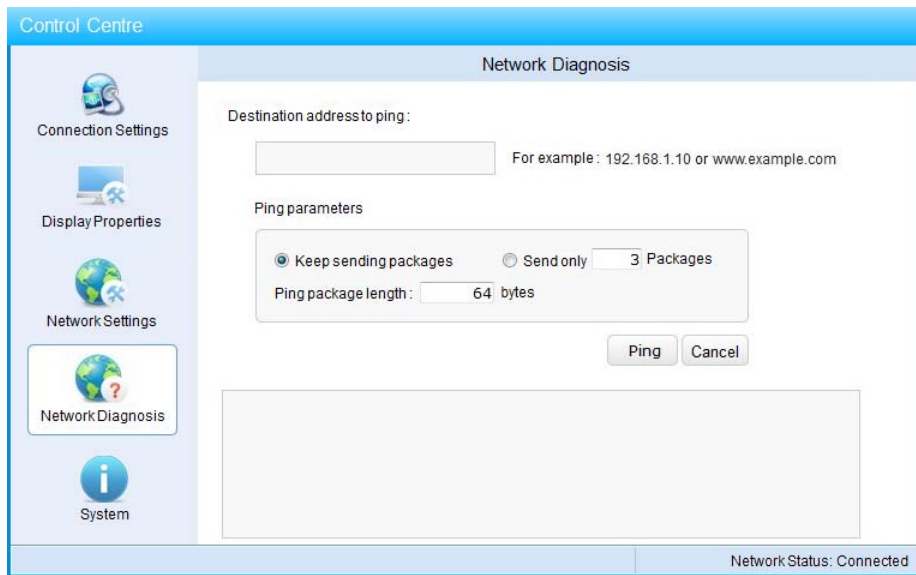 Control Centre
Network Diagnosis
Connection Settings
Display Properties
Network Settings
Network Diagnosis
System
Destination address to ping :
For example : 192.168.1.10 or www.example.com
Ping parameters
Keep sending packages Send only 3 Packages
Ping package length : 64 bytes
Ping Cancel
Network Status: Connected